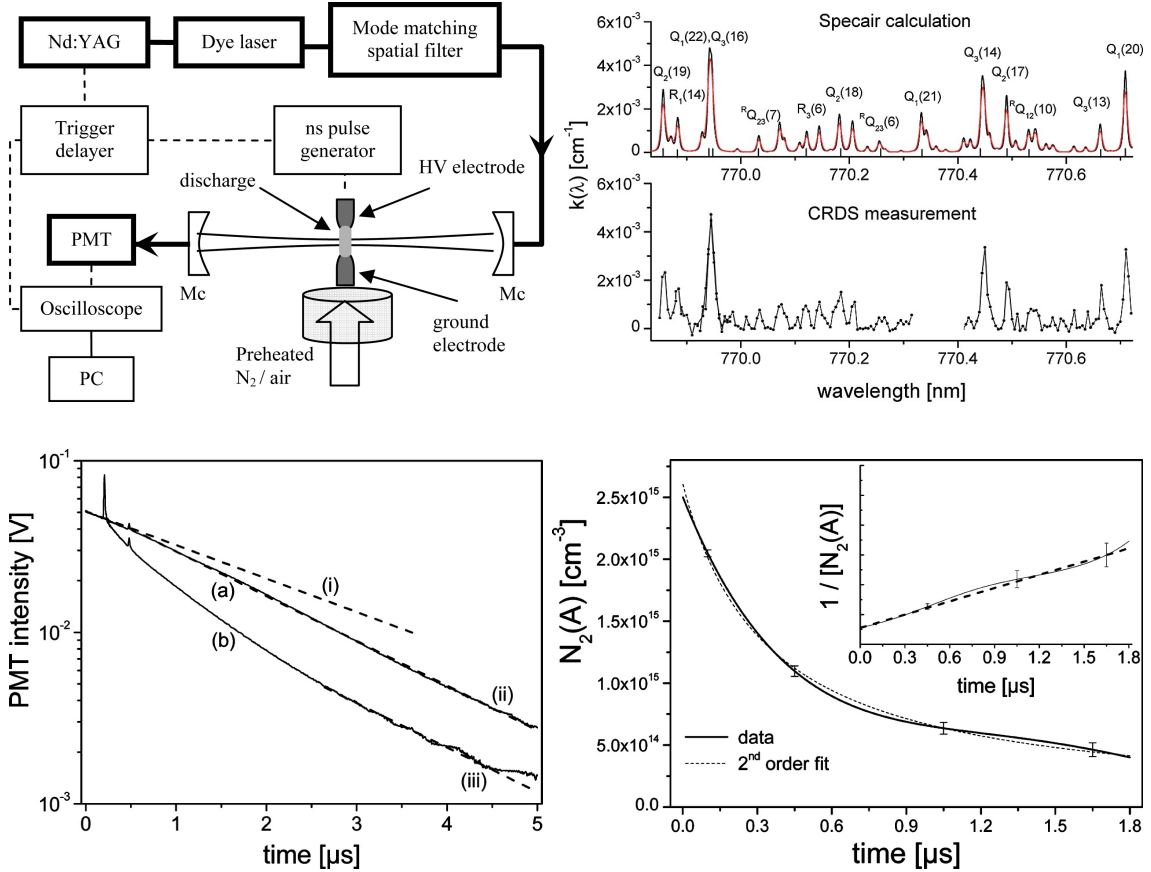 Nd:YAG
Dye laser
Mode matching
spatial filter
Trigger
delayer
ns pulse
generator
HV electrode
discharge
PMT
Mc
Mc
Oscilloscope
ground
electrode
PC
Preheated
N₂ / air
Specair calculation
6x10⁻³
4x10⁻³
2x10⁻³
0
Q₁(22),Q₃(16)
Q₂(19)
R₁(14)
ᴿQ₂₃(7)
R₃(6)
Q₂(18)
ᴿQ₂₃(6)
Q₁(21)
Q₃(14)
Q₂(17)
ᴿQ₁₂(10)
Q₃(13)
Q₁(20)
770.0 770.2 770.4 770.6
k(λ) [cm⁻¹]
CRDS measurement
6x10⁻³
4x10⁻³
2x10⁻³
0
770.0 770.2 770.4 770.6
wavelength [nm]
PMT intensity [V]
10⁻¹
10⁻²
10⁻³
(i)
(a)
(b)
(ii)
(iii)
0 1 2 3 4 5
time [µs]
N₂(A) [cm⁻³]
2.5x10¹⁵
2.0x10¹⁵
1.5x10¹⁵
1.0x10¹⁵
5.0x10¹⁴
0.0
data
2ⁿᵈ order fit
0.0 0.3 0.6 0.9 1.2 1.5 1.8
time [µs]
1 / [N₂(A)]
0.0 0.3 0.6 0.9 1.2 1.5 1.8
time [µs]